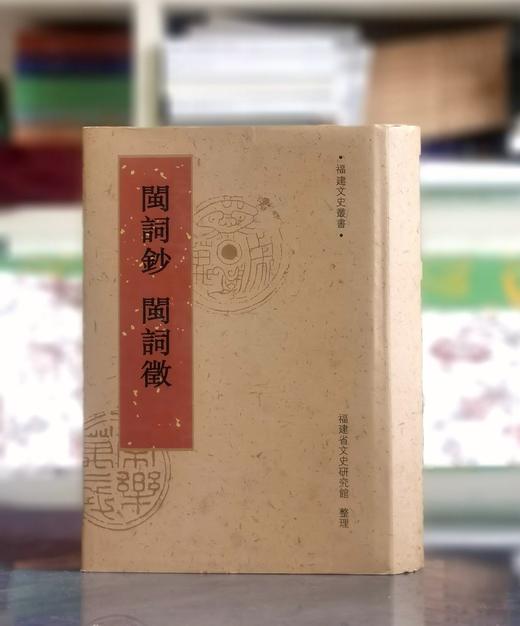 ·福建文史叢書·
閩詞鈔 閩詞徵
福建省文史研究館 整理